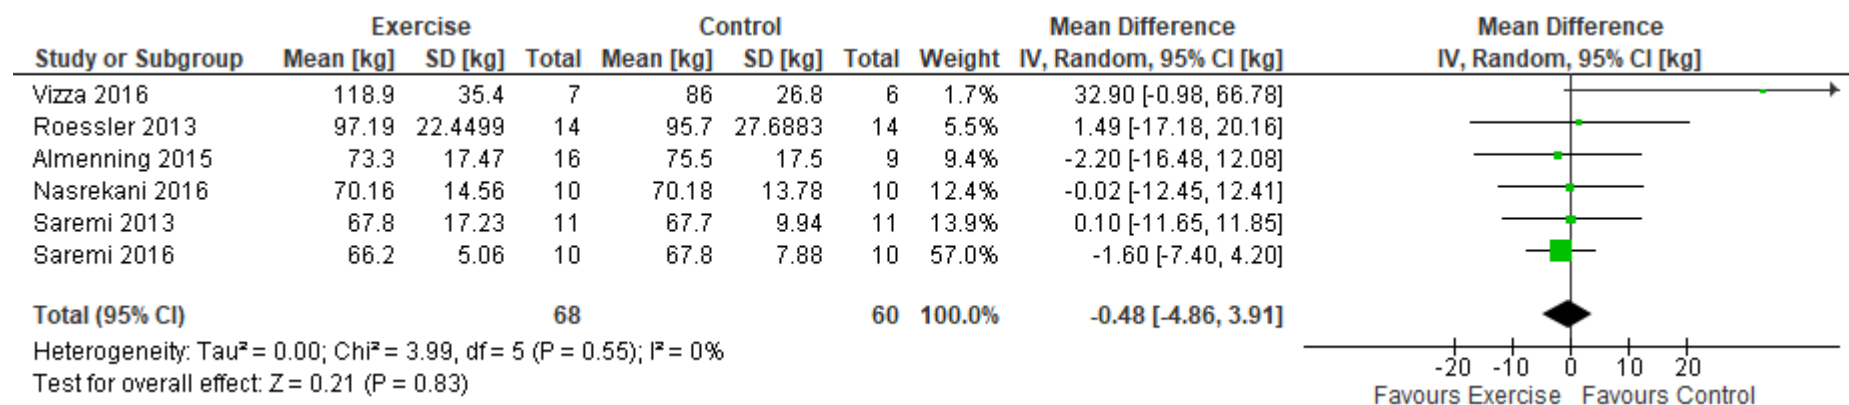 Exercise Control Mean Difference Mean Difference
Study or Subgroup Mean [kg] SD [kg] Total Mean [kg] SD [kg] Total Weight IV, Random, 95% CI [kg] IV, Random, 95% CI [kg]
Vizza 2016 118.9 35.4 7 86 26.8 6 1.7% 32.90 [-0.98, 66.78]
Roessler 2013 97.19 22.4499 14 95.7 27.6883 14 5.5% 1.49 [-17.18, 20.16]
Almenning 2015 73.3 17.47 16 75.5 17.5 9 9.4% -2.20 [-16.48, 12.08]
Nasrekani 2016 70.16 14.56 10 70.18 13.78 10 12.4% -0.02 [-12.45, 12.41]
Saremi 2013 67.8 17.23 11 67.7 9.94 11 13.9% 0.10 [-11.65, 11.85]
Saremi 2016 66.2 5.06 10 67.8 7.88 10 57.0% -1.60 [-7.40, 4.20]
Total (95% CI) 68 60 100.0% -0.48 [-4.86, 3.91]
Heterogeneity: Tau² = 0.00; Chi² = 3.99, df = 5 (P = 0.55); I² = 0%
Test for overall effect: Z = 0.21 (P = 0.83)
-20 -10 0 10 20
Favours Exercise Favours Control